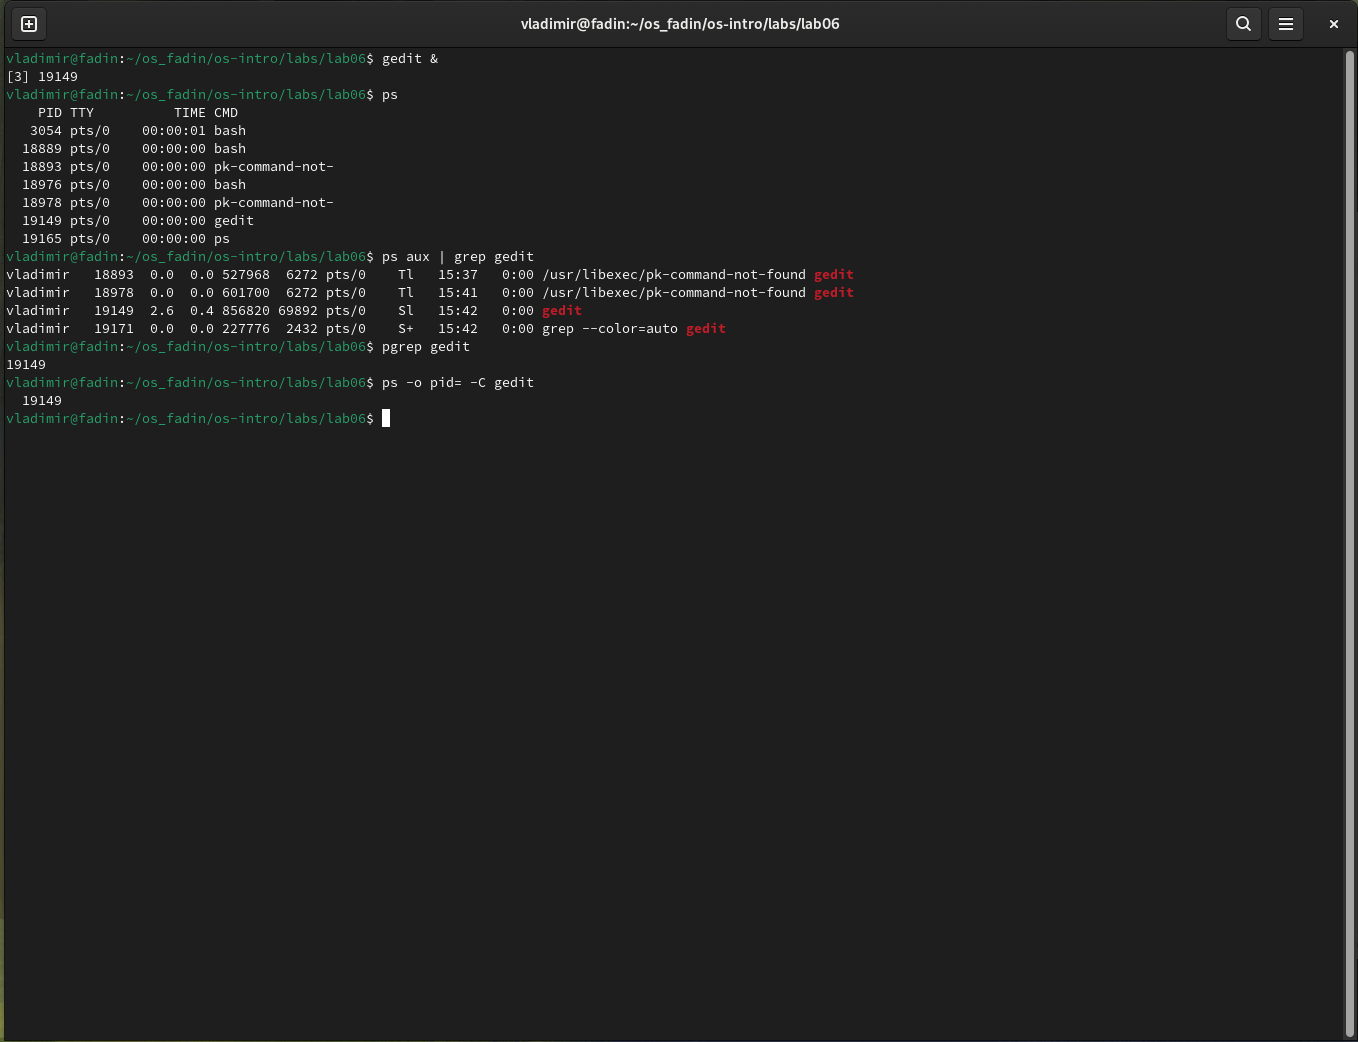 vladimir@fadin:~/os_fadin/os-intro/labs/lab06
vladimir@fadin:~/os_fadin/os-intro/labs/lab06$ gedit &
[3] 19149
vladimir@fadin:~/os_fadin/os-intro/labs/lab06$ ps
    PID TTY          TIME CMD
   3054 pts/0    00:00:01 bash
  18889 pts/0    00:00:00 bash
  18893 pts/0    00:00:00 pk-command-not-
  18976 pts/0    00:00:00 bash
  18978 pts/0    00:00:00 pk-command-not-
  19149 pts/0    00:00:00 gedit
  19165 pts/0    00:00:00 ps
vladimir@fadin:~/os_fadin/os-intro/labs/lab06$ ps aux | grep gedit
vladimir   18893  0.0  0.0 527968  6272 pts/0    Tl   15:37   0:00 /usr/libexec/pk-command-not-found gedit
vladimir   18978  0.0  0.0 601700  6272 pts/0    Tl   15:41   0:00 /usr/libexec/pk-command-not-found gedit
vladimir   19149  2.6  0.4 856820 69892 pts/0    Sl   15:42   0:00 gedit
vladimir   19171  0.0  0.0 227776  2432 pts/0    S+   15:42   0:00 grep --color=auto gedit
vladimir@fadin:~/os_fadin/os-intro/labs/lab06$ pgrep gedit
19149
vladimir@fadin:~/os_fadin/os-intro/labs/lab06$ ps -o pid= -C gedit
  19149
vladimir@fadin:~/os_fadin/os-intro/labs/lab06$